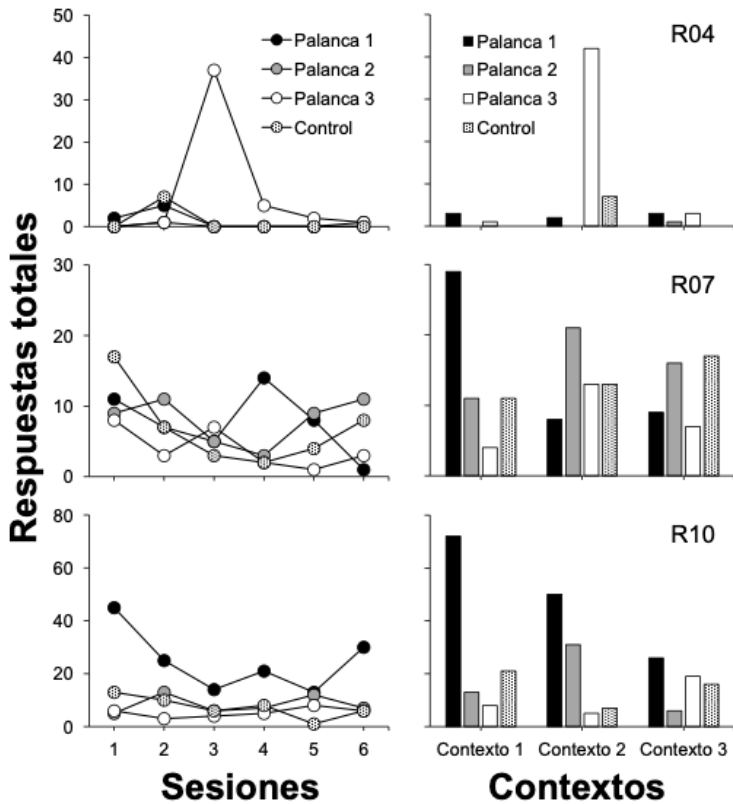 Respuestas totales
50
40
30
20
10
0
Palanca 1
Palanca 2
Palanca 3
Control
R04
Palanca 1
Palanca 2
Palanca 3
Control
30
20
10
0
R07
80
60
40
20
0
R10
1 2 3 4 5 6
Contexto 1 Contexto 2 Contexto 3
Sesiones
Contextos